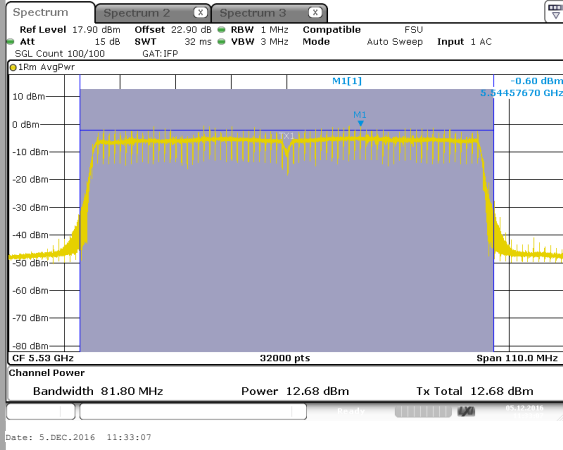 Spectrum Spectrum 2 X Spectrum 3 X
Ref Level 17.90 dBm Offset 22.90 dB RBW 1 MHz Compatible FSU
Att 15 dB SWT 32 ms VBW 3 MHz Mode Auto Sweep Input 1 AC
SGL Count 100/100 GAT:IFP
1Rm AvgPwr
M1[1] -0.60 dBm
5.54457670 GHz
10 dBm
M1
0 dBm
-10 dBm
-20 dBm
-30 dBm
-40 dBm
-50 dBm
-60 dBm
-70 dBm
-80 dBm
CF 5.53 GHz 32000 pts Span 110.0 MHz
Channel Power
Bandwidth 81.80 MHz Power 12.68 dBm Tx Total 12.68 dBm
Ready 05.12.2016
Date: 5.DEC.2016 11:33:07